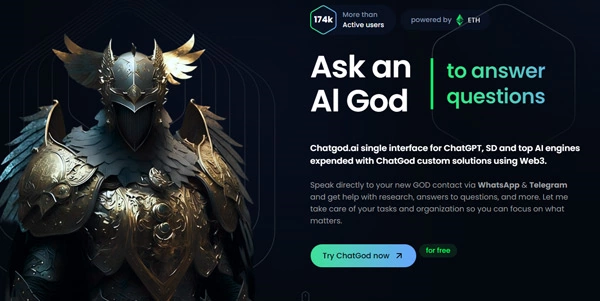 174k
More than
Active users
powered by
ETH
Ask an
AI God
to answer
questions
Chatgod.ai single interface for ChatGPT, SD and top AI engines
expended with ChatGod custom solutions using Web3.
Speak directly to your new GOD contact via WhatsApp & Telegram
and get help with research, answers to questions, and more. Let me
take care of your tasks and organization so you can focus on what
matters.
Try ChatGod now
for free